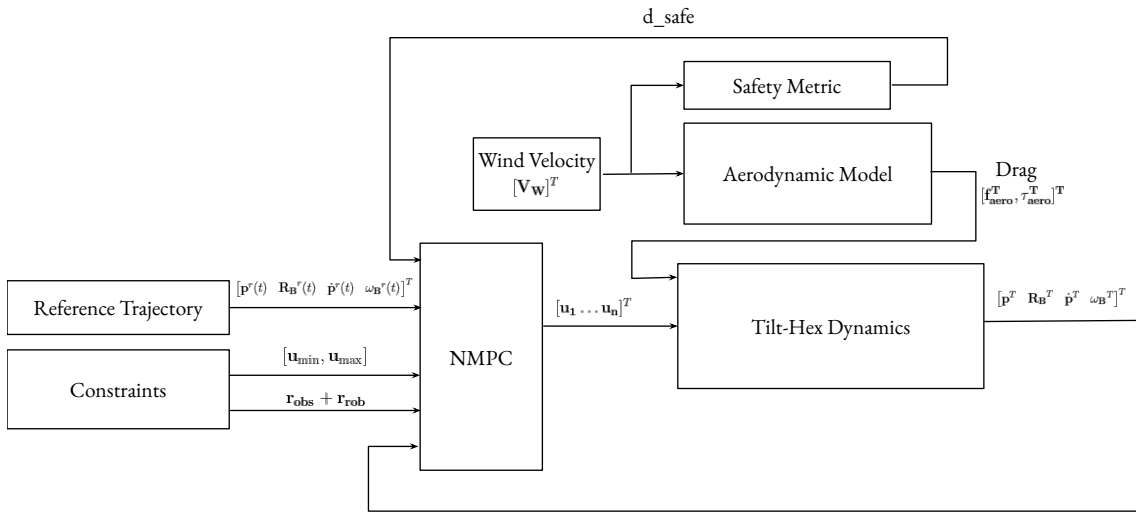 d_safe
Safety Metric
Wind Velocity
[V_W]^T
Aerodynamic Model
Drag
[f_aero^T, τ_aero^T]^T
Reference Trajectory
[p^r(t) R_B^r(t) ṗ^r(t) ω_B^r(t)]^T
NMPC
[u_1 … u_n]^T
Tilt-Hex Dynamics
[p^T R_B^T ṗ^T ω_B^T]^T
Constraints
[u_min, u_max]
r_obs + r_rob